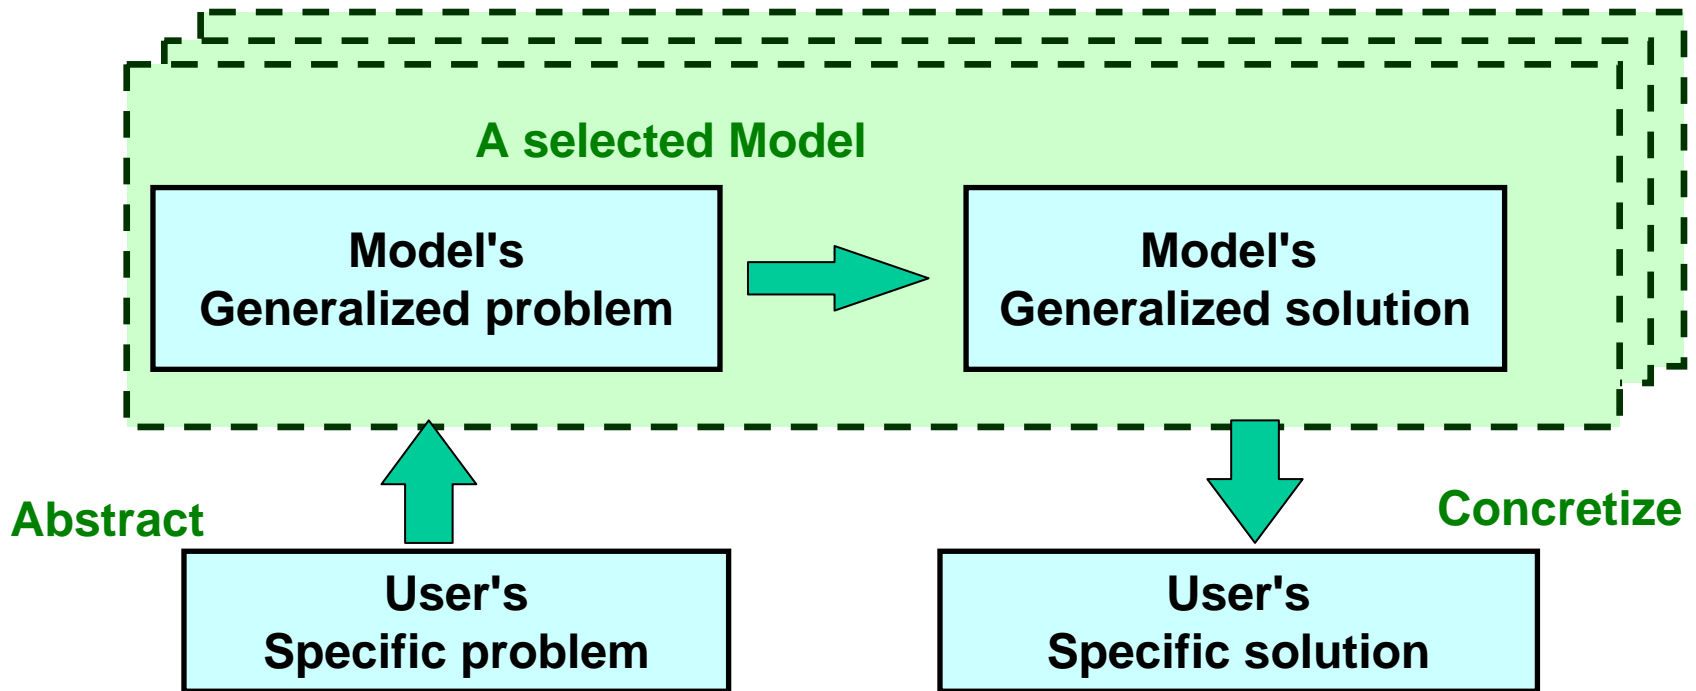 A selected Model
Model's
Generalized problem
Model's
Generalized solution
Abstract
Concretize
User's
Specific problem
User's
Specific solution